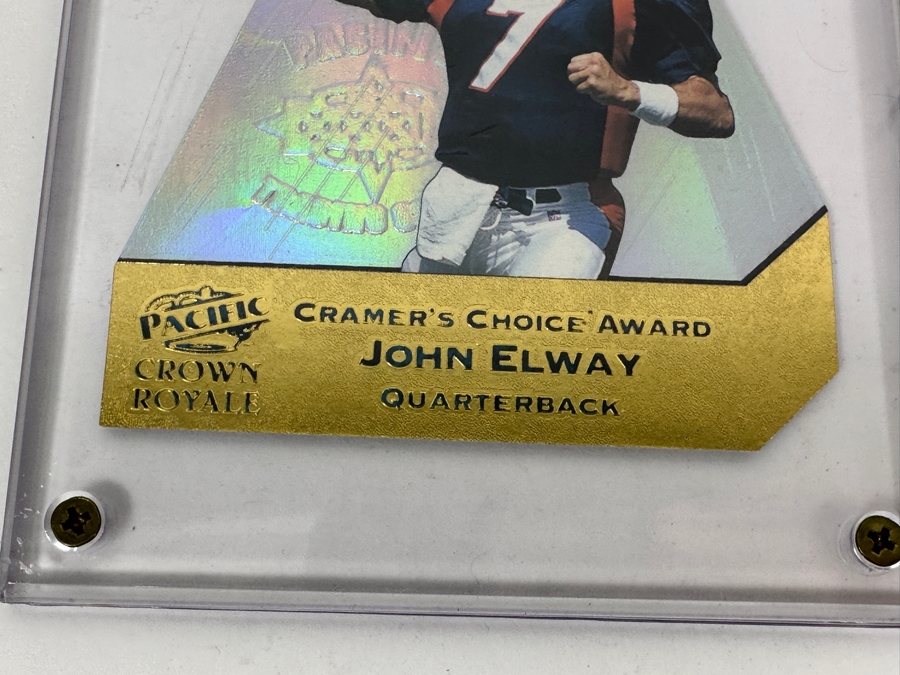 7
PACIFIC
CROWN
ROYALE
CRAMER'S CHOICE AWARD
JOHN ELWAY
QUARTERBACK